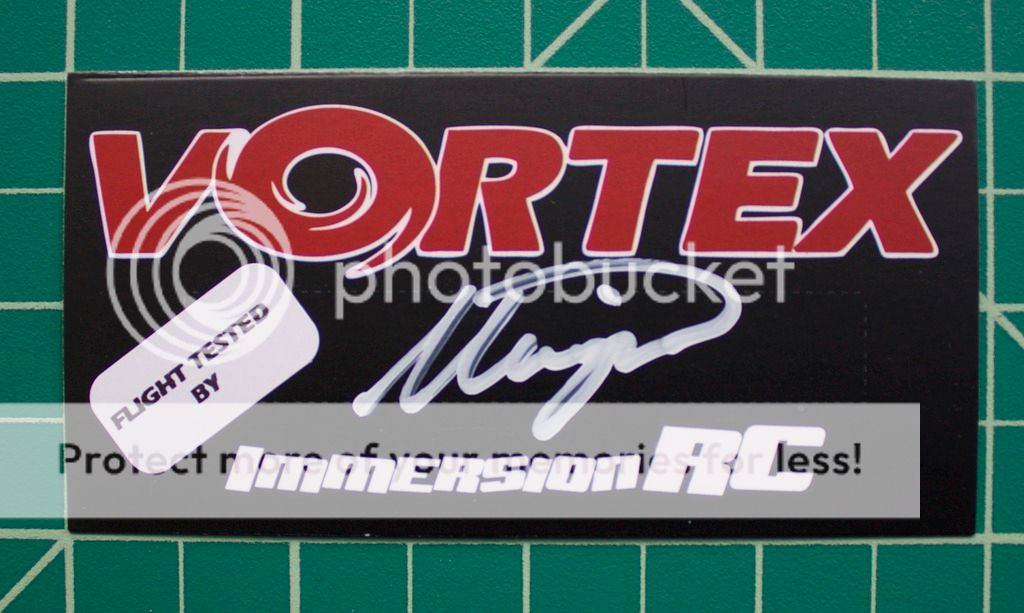 VORTEX
photobucket
FLIGHT TESTED
BY
Protect more of your memories for less!
ImmersionRC